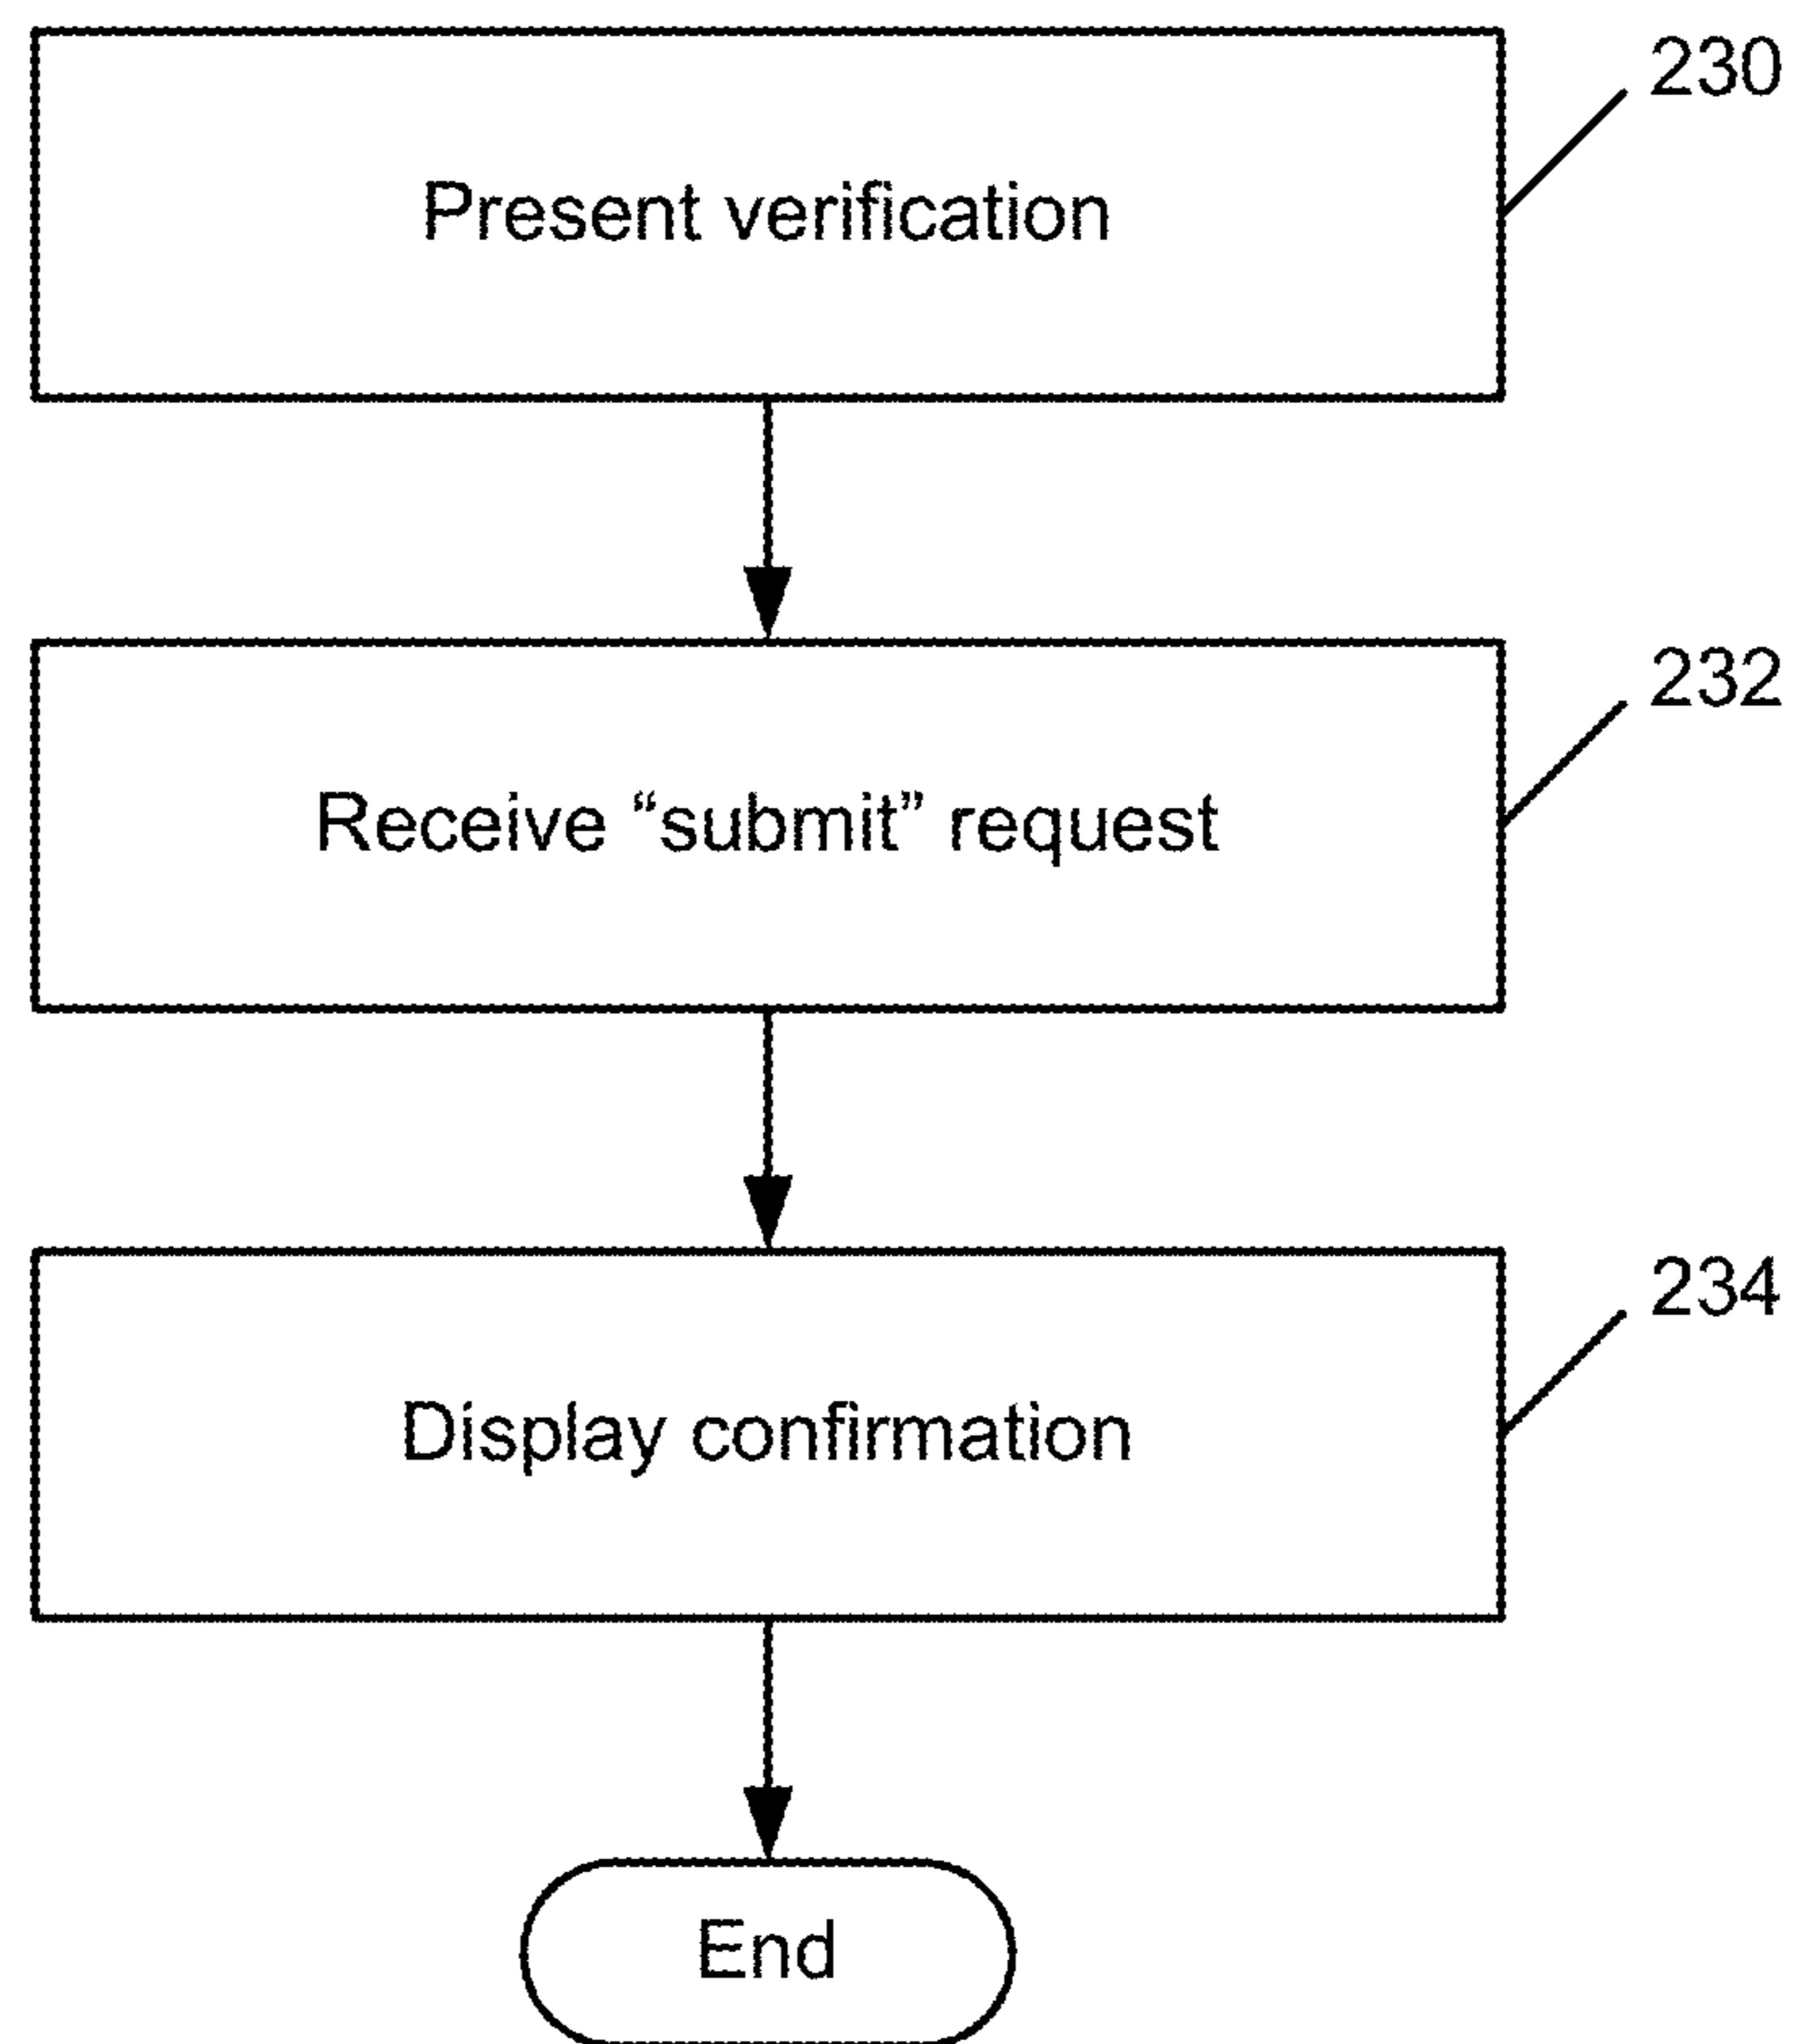 230
Present verification
232
Receive “submit” request
234
Display confirmation
End